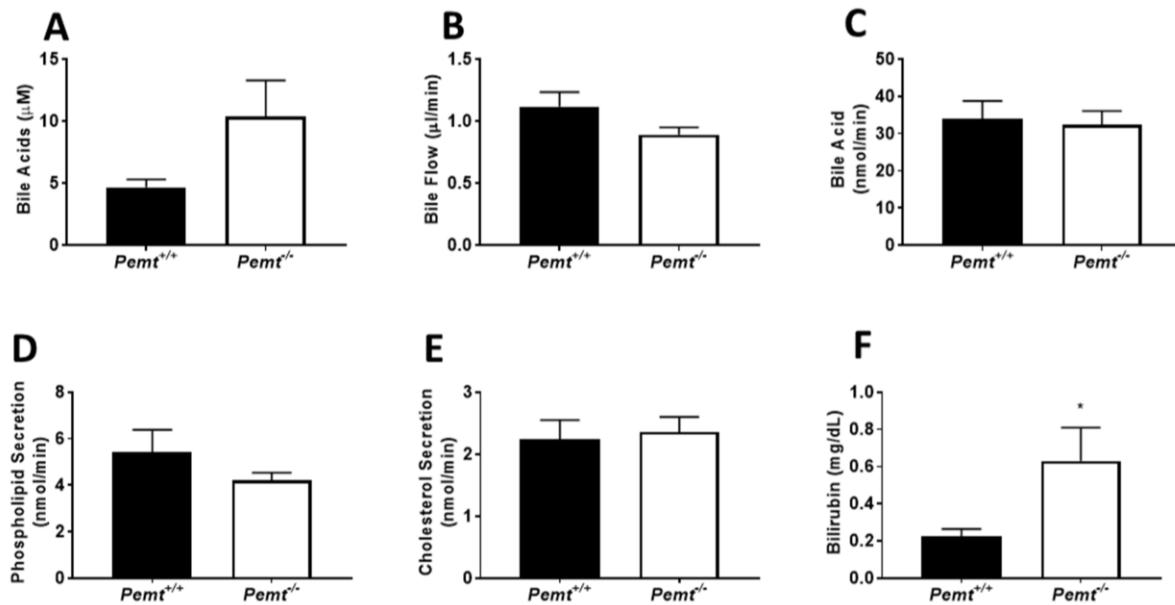 A
Bile Acids (μM)
15
10
5
0
Pemt+/+
Pemt-/-
B
Bile Flow (μl/min)
1.5
1.0
0.5
0.0
Pemt+/+
Pemt-/-
C
Bile Acid
(nmol/min)
50
40
30
20
10
0
Pemt+/+
Pemt-/-
D
Phospholipid Secretion
(nmol/min)
8
6
4
2
0
Pemt+/+
Pemt-/-
E
Cholesterol Secretion
(nmol/min)
3
2
1
0
Pemt+/+
Pemt-/-
F
Bilirubin (mg/dL)
1.0
0.8
0.6
0.4
0.2
0.0
*
Pemt+/+
Pemt-/-